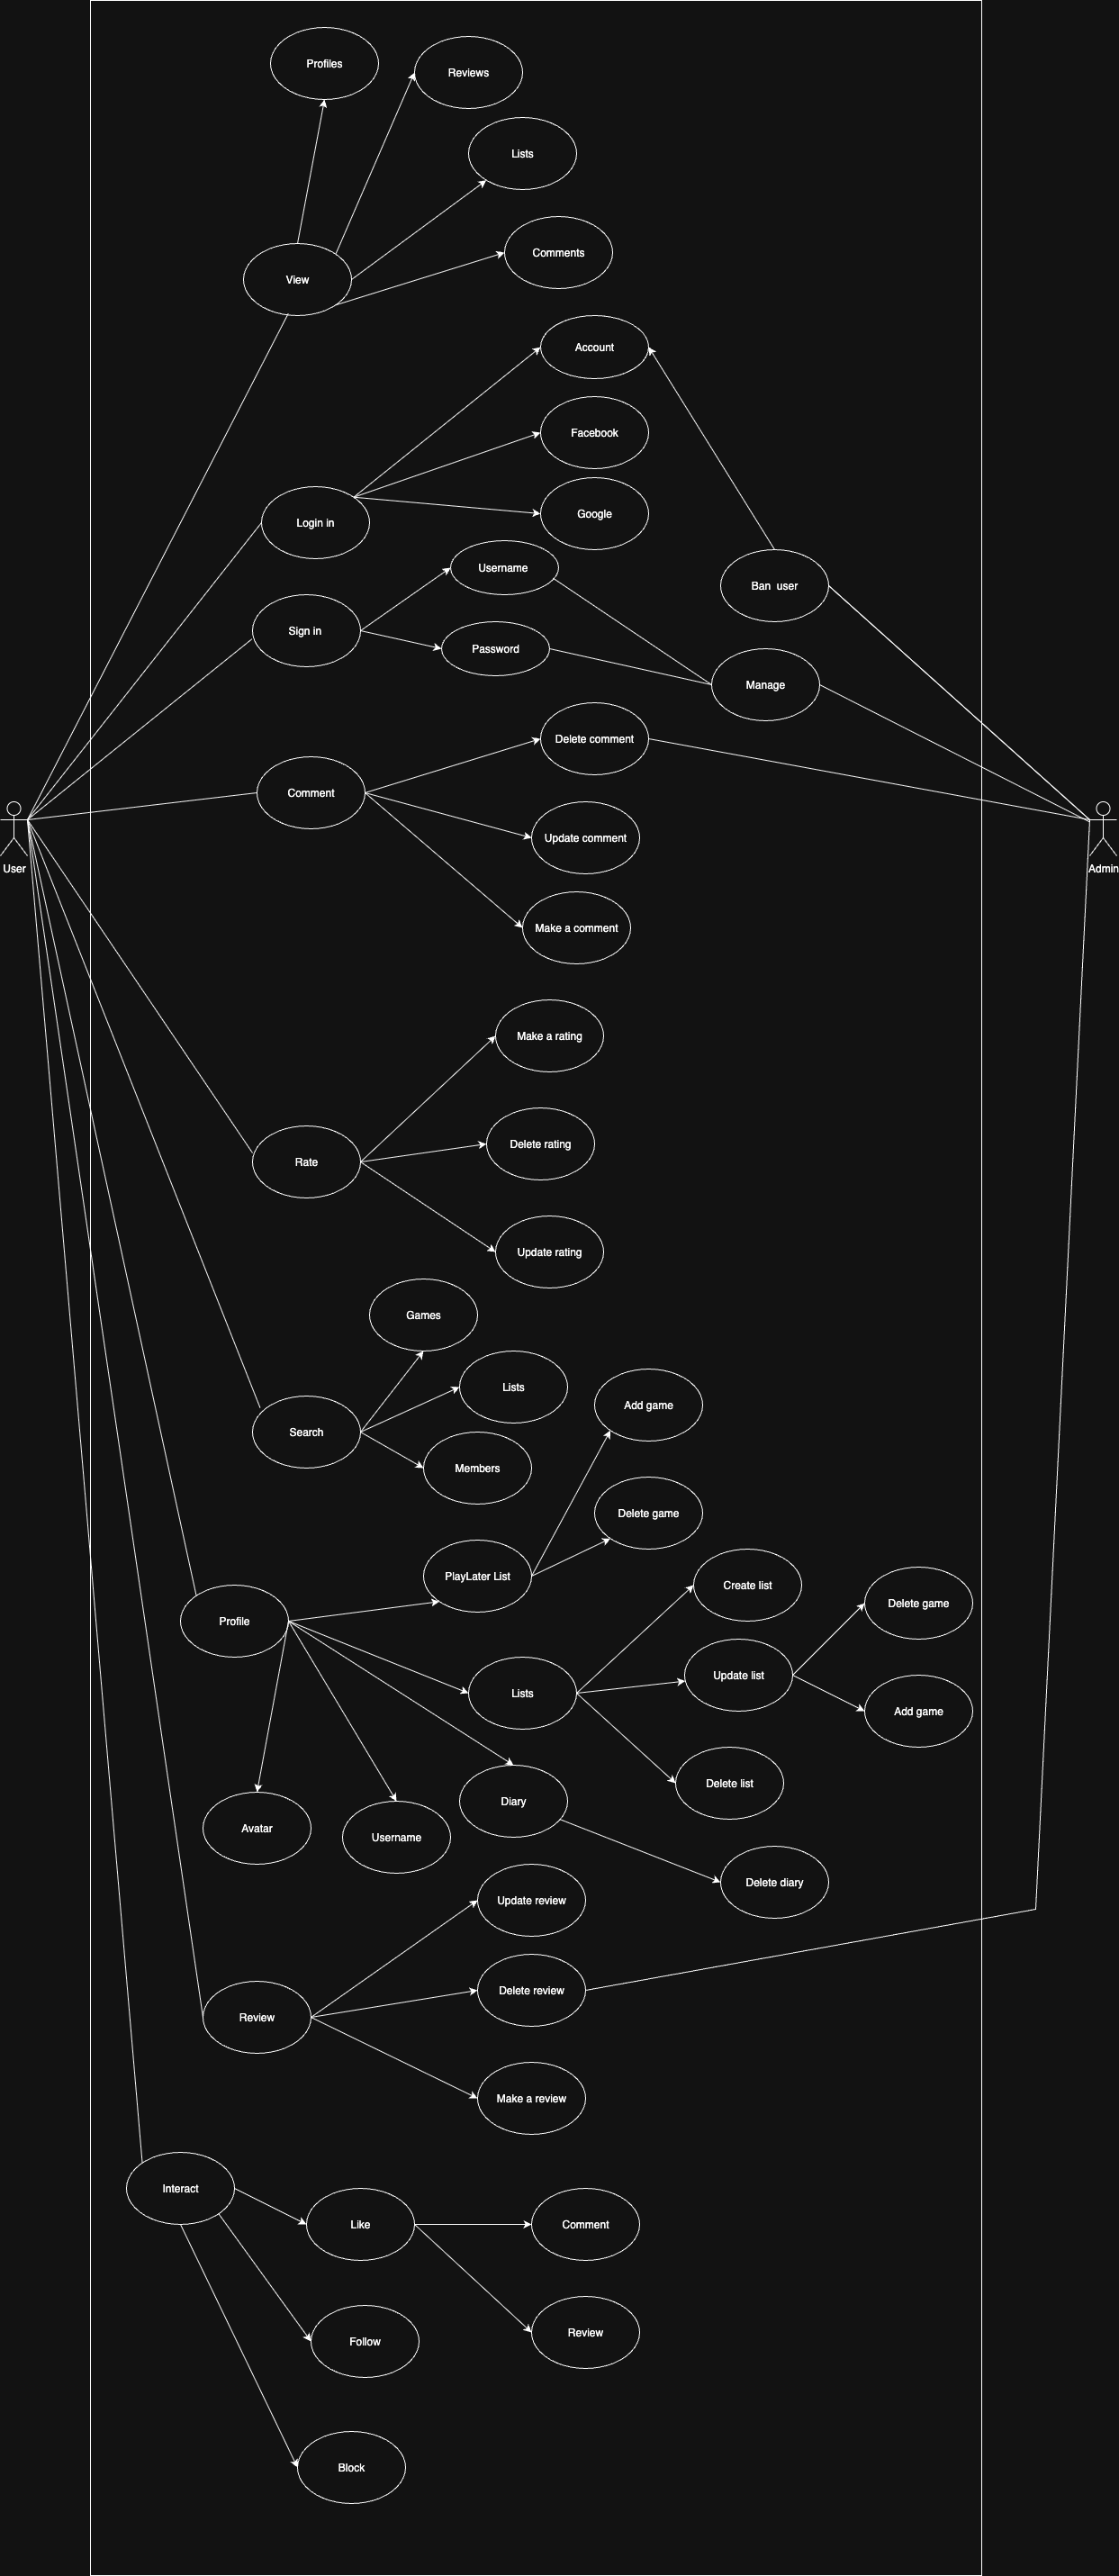 Profiles
Reviews
Lists
Comments
View
Account
Facebook
Google
Login in
Username
Ban  user
Sign in
Password
Manage
Delete comment
Comment
Update comment
User
Admin
Make a comment
Make a rating
Delete rating
Rate
Update rating
Games
Lists
Add game
Search
Members
Delete game
PlayLater List
Create list
Delete game
Profile
Update list
Lists
Add game
Delete list
Diary
Avatar
Username
Delete diary
Update review
Delete review
Review
Make a review
Interact
Like
Comment
Review
Follow
Block